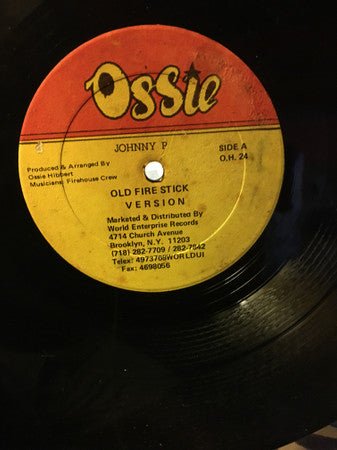 OSSie
JOHNNY P
SIDE A
O.H. 24
Produced & Arranged By
Ossie Hibbert
Musicians: Firehouse Crew
OLD FIRE STICK
VERSION
Marketed & Distributed By
World Enterprise Records
4714 Church Avenue
Brooklyn, N.Y. 11203
(718) 282-7709 / 282-7842
Telex: 4973708WORLDUI
Fax: 4698056